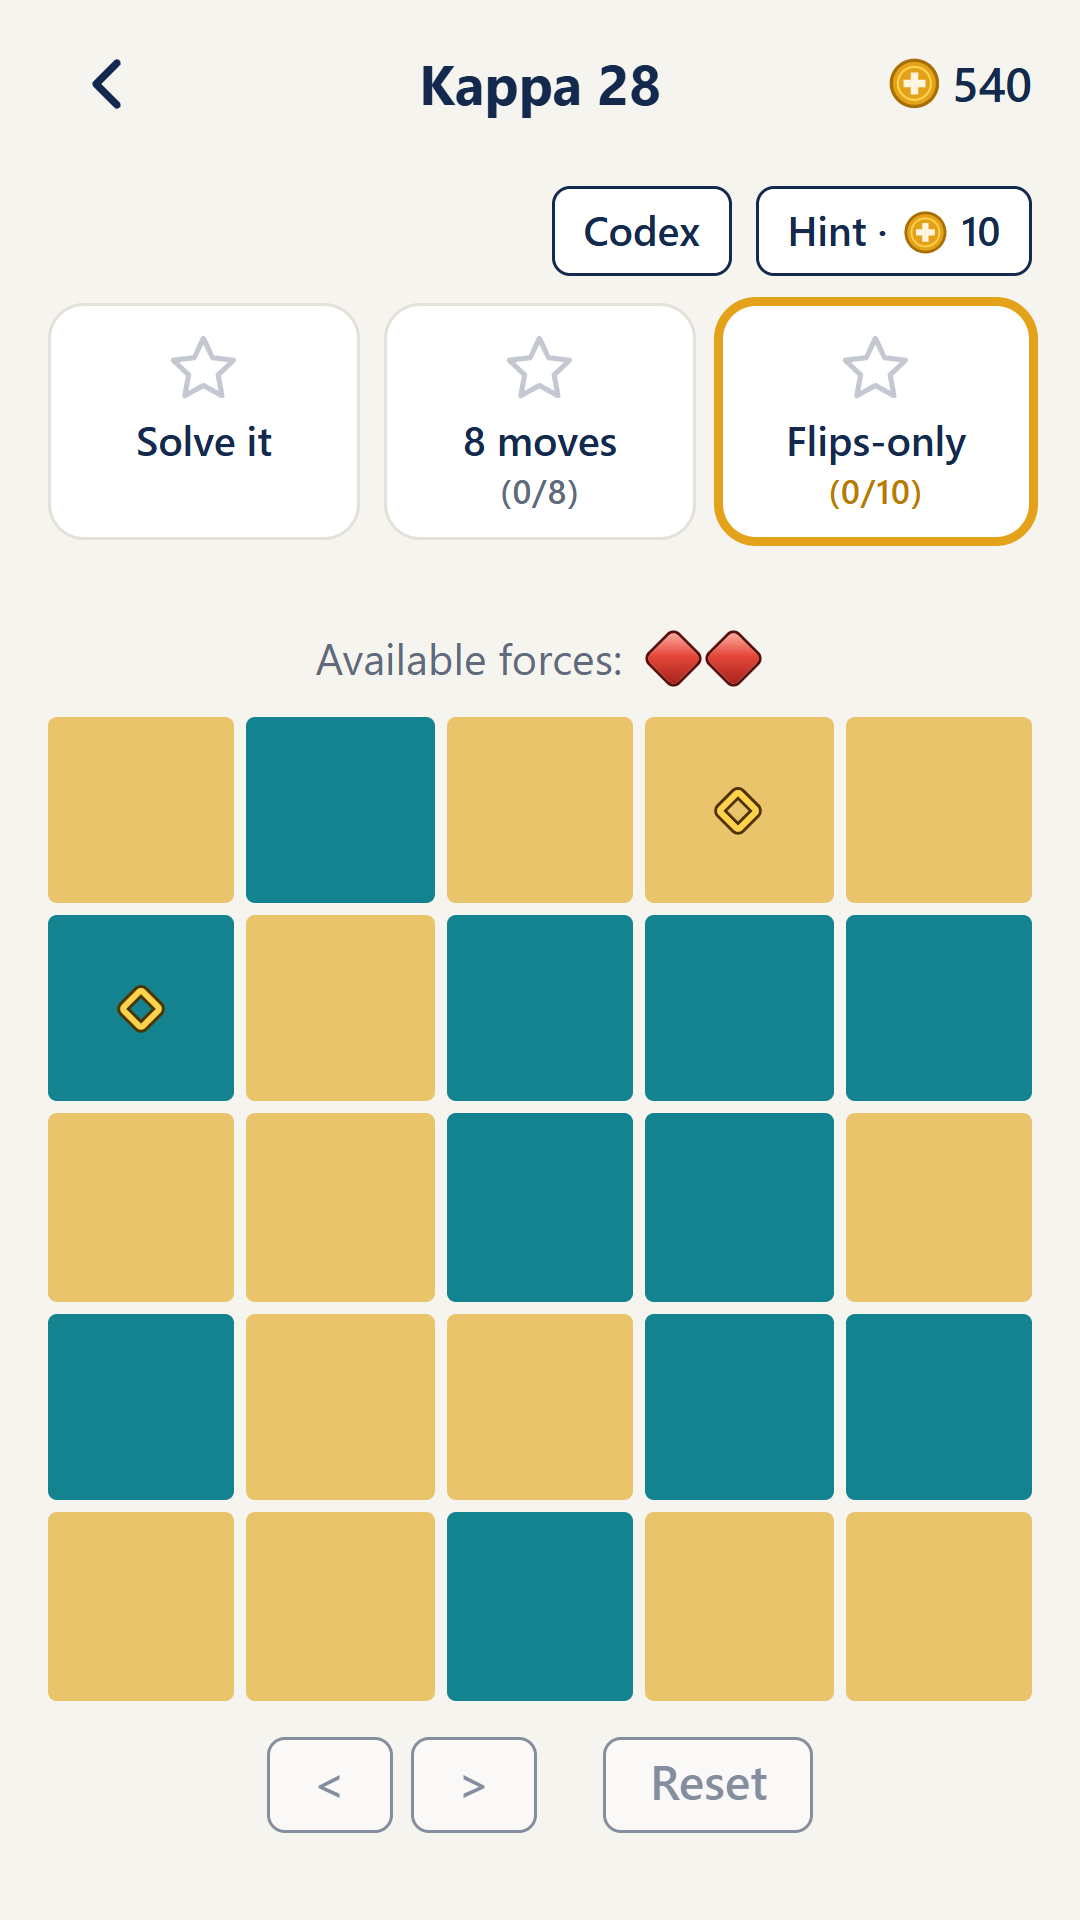 Kappa 28
540
Codex
Hint · 10
Solve it
8 moves
(0/8)
Flips-only
(0/10)
Available forces:
<
>
Reset